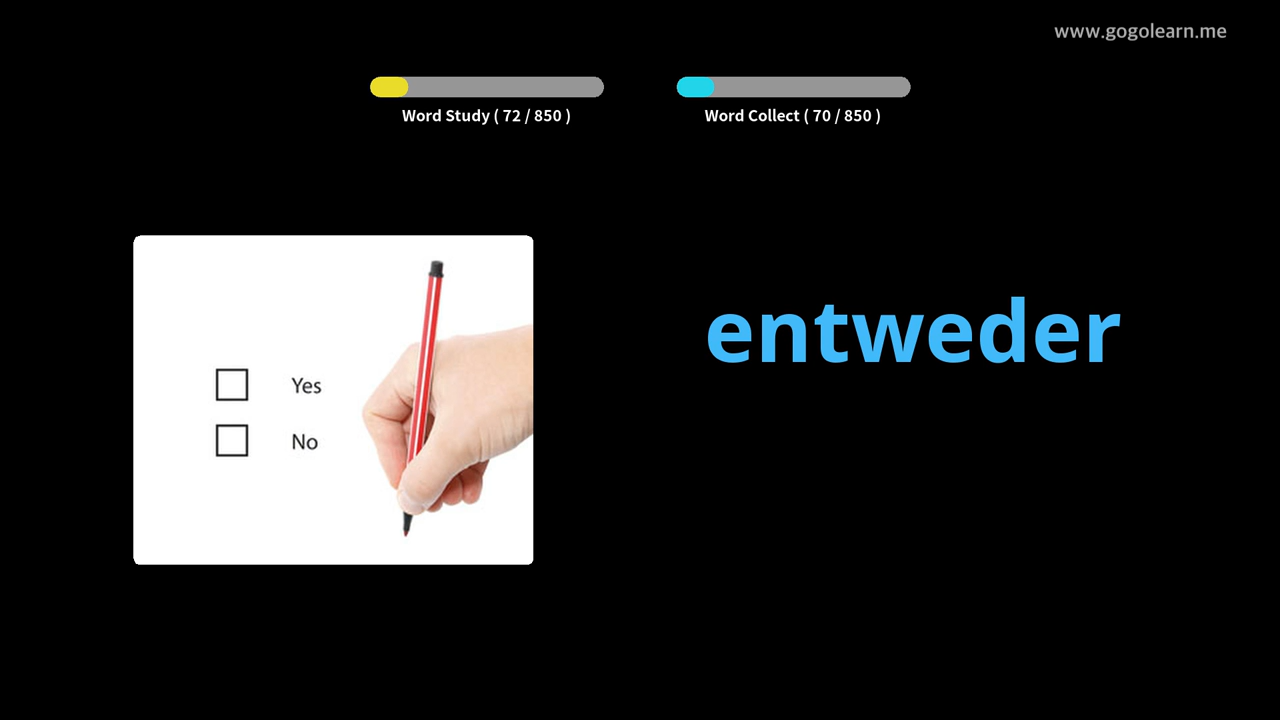 www.gogolearn.me
Word Study ( 72 / 850 )
Word Collect ( 70 / 850 )
Yes
No
entweder